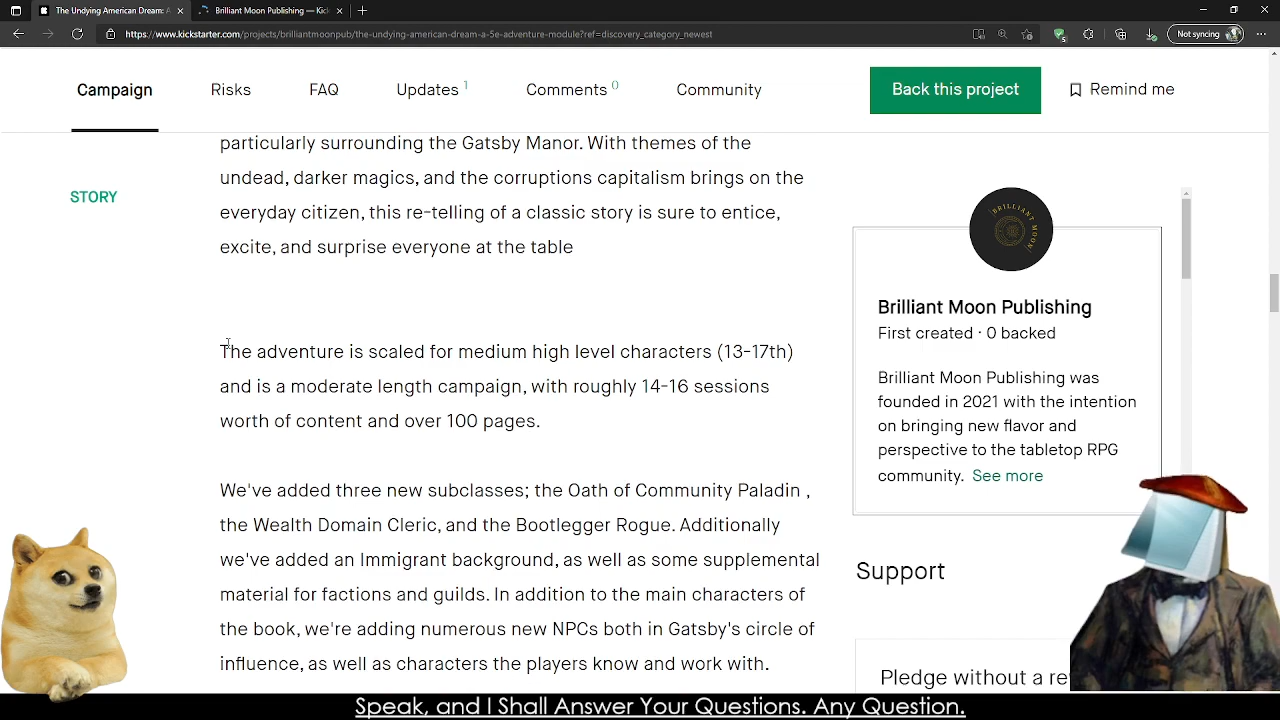 The Undying American Dream: A
Brilliant Moon Publishing — Kick
https://www.kickstarter.com/projects/brilliantmoonpub/the-undying-american-dream-a-5e-adventure-module?ref=discovery_category_newest
Not syncing
Campaign
Risks
FAQ
Updates 1
Comments 0
Community
Back this project
Remind me
STORY
particularly surrounding the Gatsby Manor. With themes of the
undead, darker magics, and the corruptions capitalism brings on the
everyday citizen, this re-telling of a classic story is sure to entice,
excite, and surprise everyone at the table
The adventure is scaled for medium high level characters (13-17th)
and is a moderate length campaign, with roughly 14-16 sessions
worth of content and over 100 pages.
We've added three new subclasses; the Oath of Community Paladin ,
the Wealth Domain Cleric, and the Bootlegger Rogue. Additionally
we've added an Immigrant background, as well as some supplemental
material for factions and guilds. In addition to the main characters of
the book, we're adding numerous new NPCs both in Gatsby's circle of
influence, as well as characters the players know and work with.
BRILLIANT MOON
Brilliant Moon Publishing
First created · 0 backed
Brilliant Moon Publishing was
founded in 2021 with the intention
on bringing new flavor and
perspective to the tabletop RPG
community. See more
Support
Pledge without a re
Speak, and I Shall Answer Your Questions. Any Question.